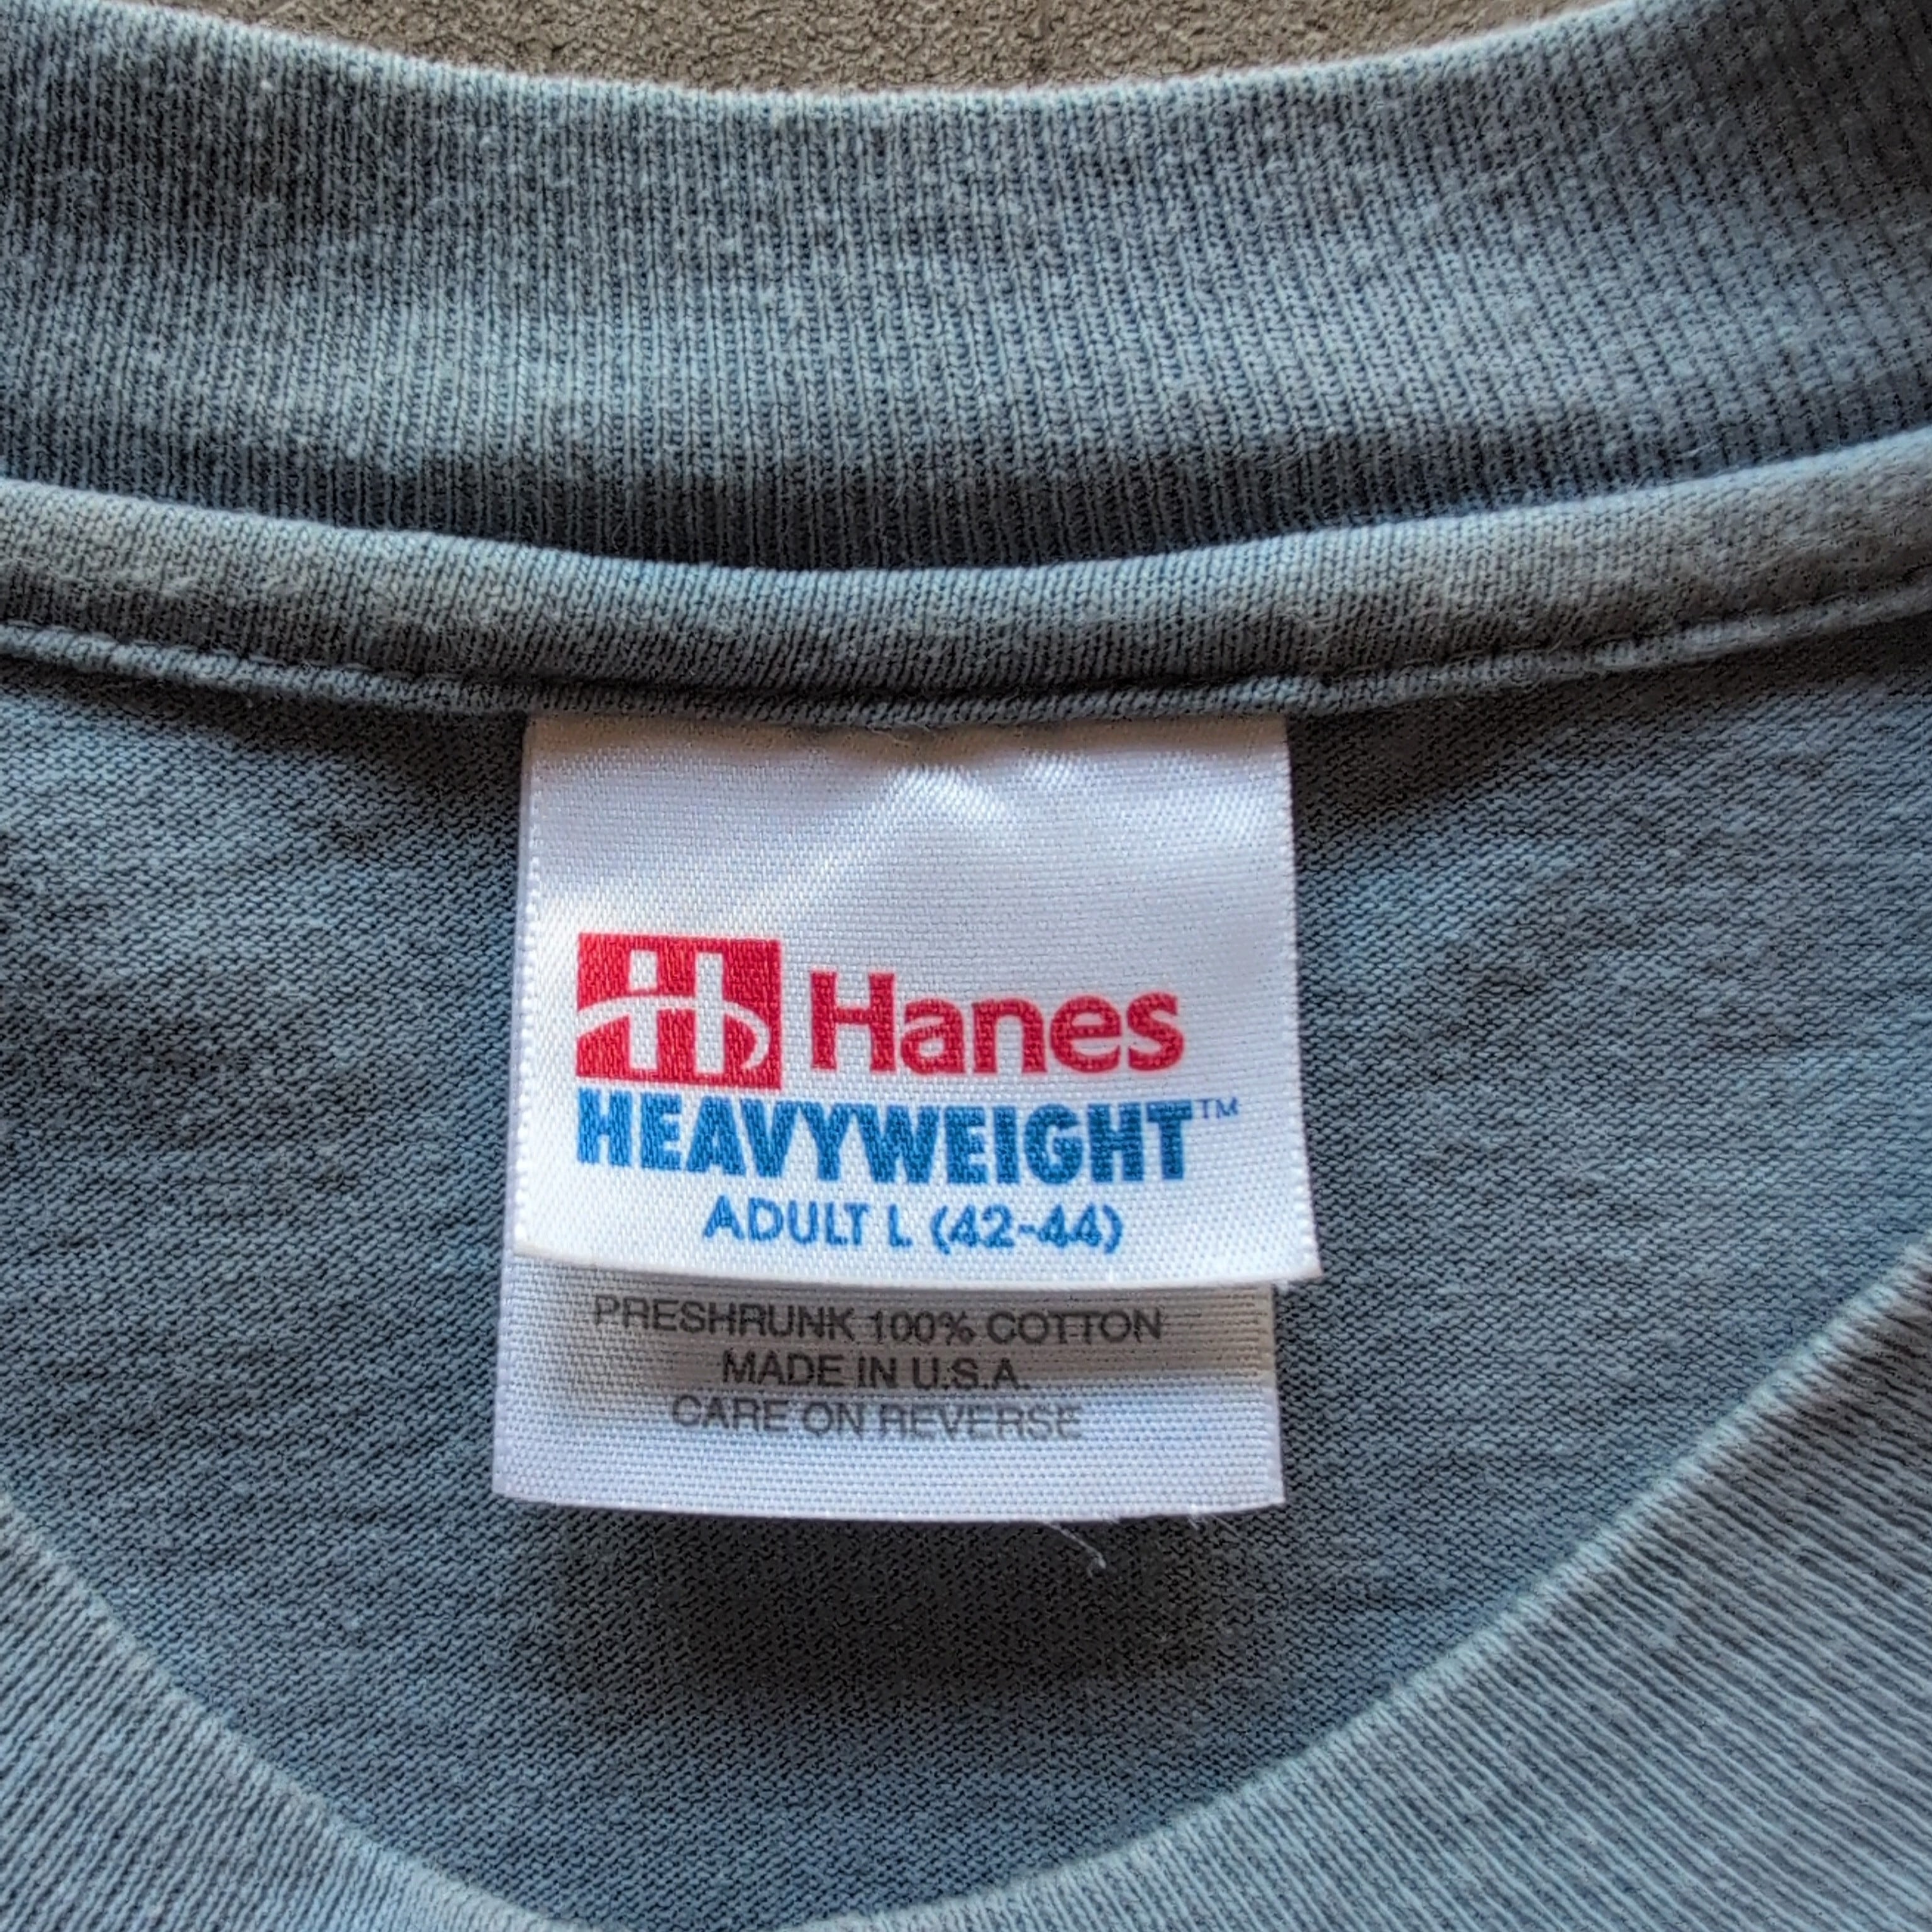 H Hanes
HEAVYWEIGHT™
ADULT L (42-44)
PRESHRUNK 100% COTTON
MADE IN U.S.A.
CARE ON REVERSE